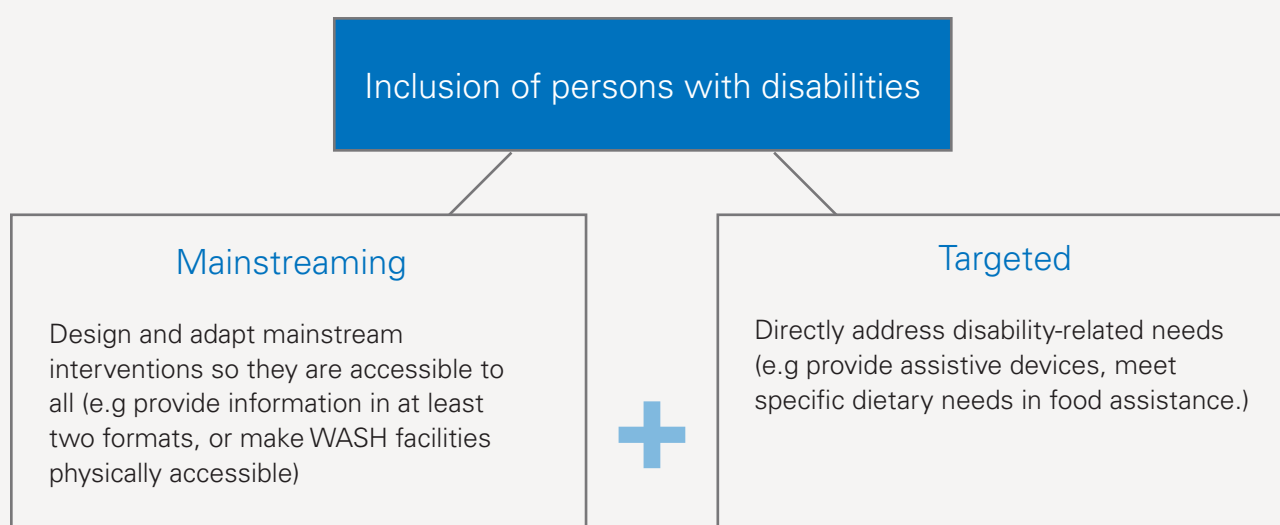 Inclusion of persons with disabilities
Mainstreaming
Design and adapt mainstream
interventions so they are accessible to
all (e.g provide information in at least
two formats, or make WASH facilities
physically accessible)
+
Targeted
Directly address disability-related needs
(e.g provide assistive devices, meet
specific dietary needs in food assistance.)